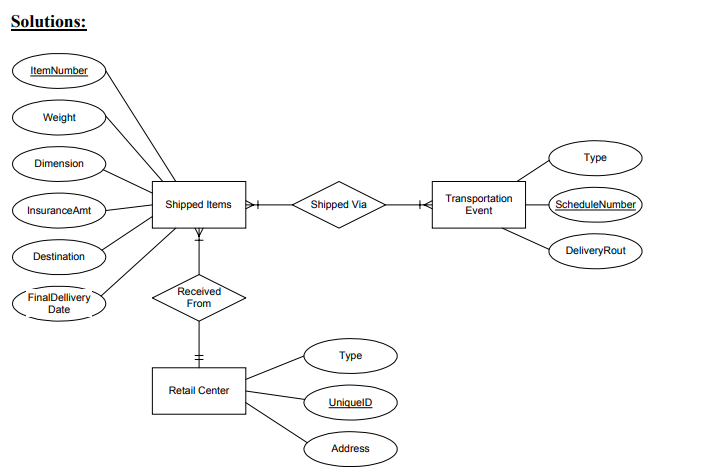 Solutions:
ItemNumber
Weight
Dimension
InsuranceAmt
Destination
FinalDellivery
Date
Shipped Items
Shipped Via
Transportation
Event
Type
ScheduleNumber
DeliveryRout
Received
From
Retail Center
Type
UniqueID
Address